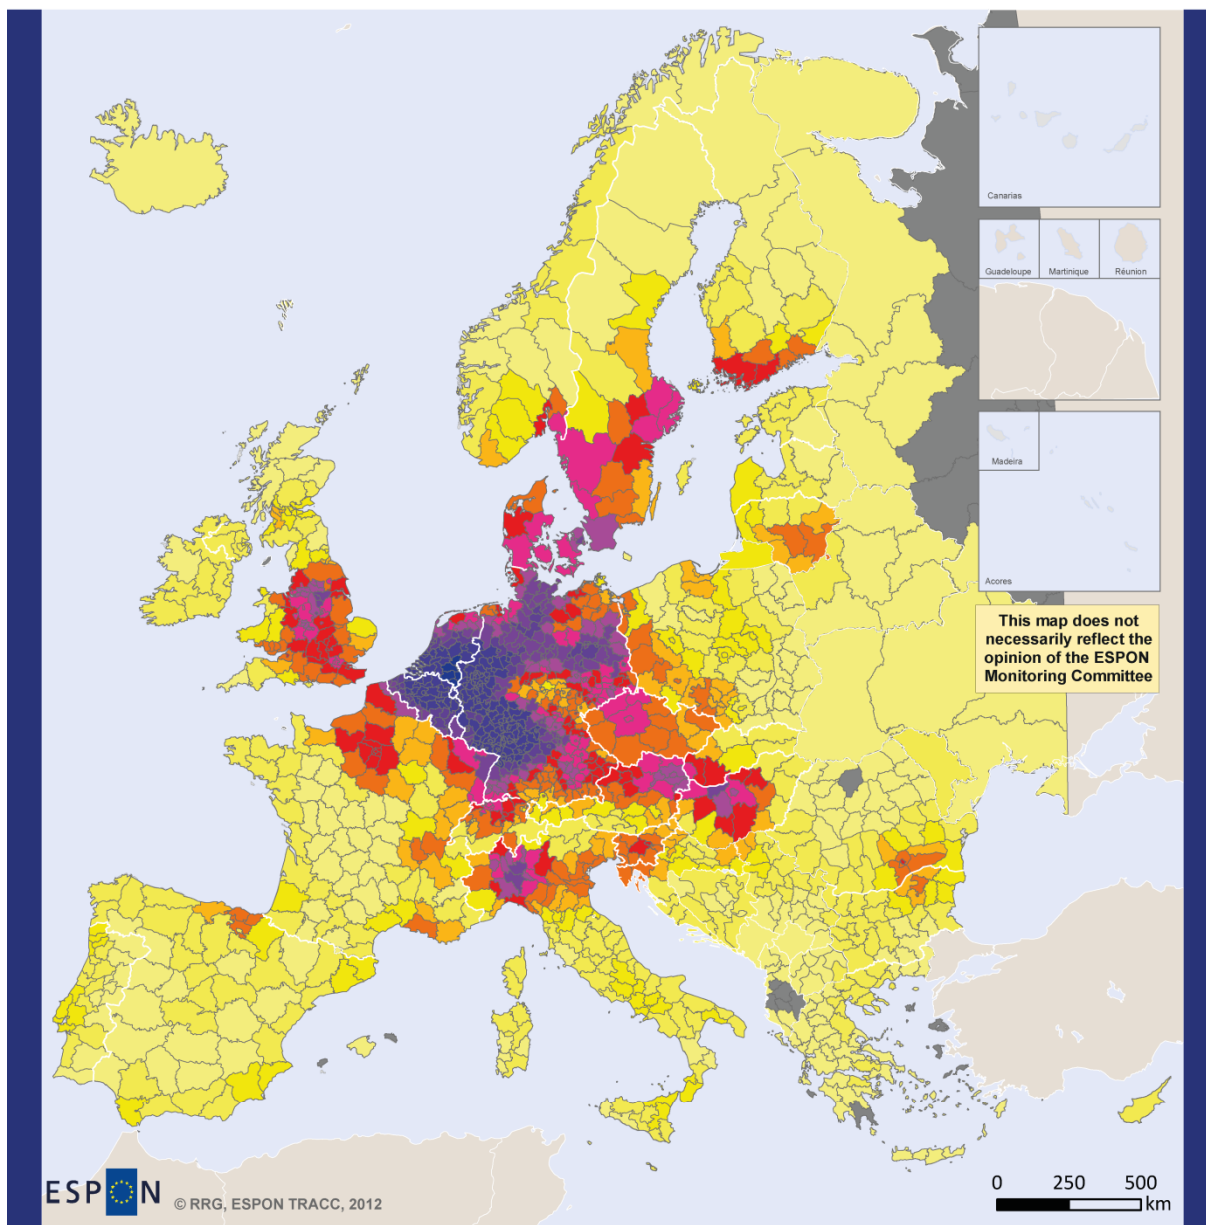 Canarias
Guadeloupe
Martinique
Réunion
Madeira
Acores
This map does not
necessarily reflect the
opinion of the ESPON
Monitoring Committee
ESPON
© RRG, ESPON TRACC, 2012
0 250 500
km